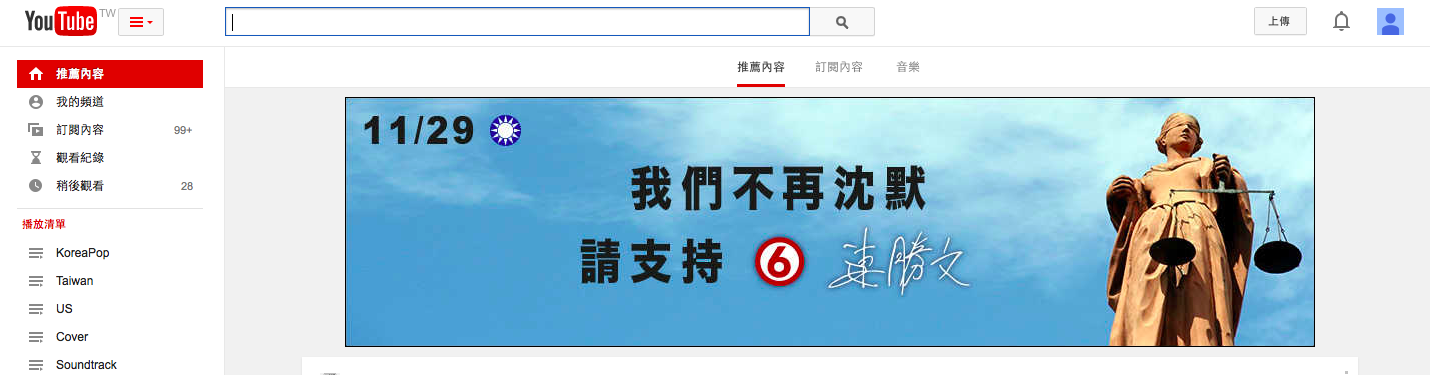 YouTube TW
上傳
推薦內容
我的頻道
訂閱內容 99+
觀看紀錄
稍後觀看 28
播放清單
KoreaPop
Taiwan
US
Cover
Soundtrack
推薦內容 訂閱內容 音樂
11/29
我們不再沈默
請支持 6 連勝文